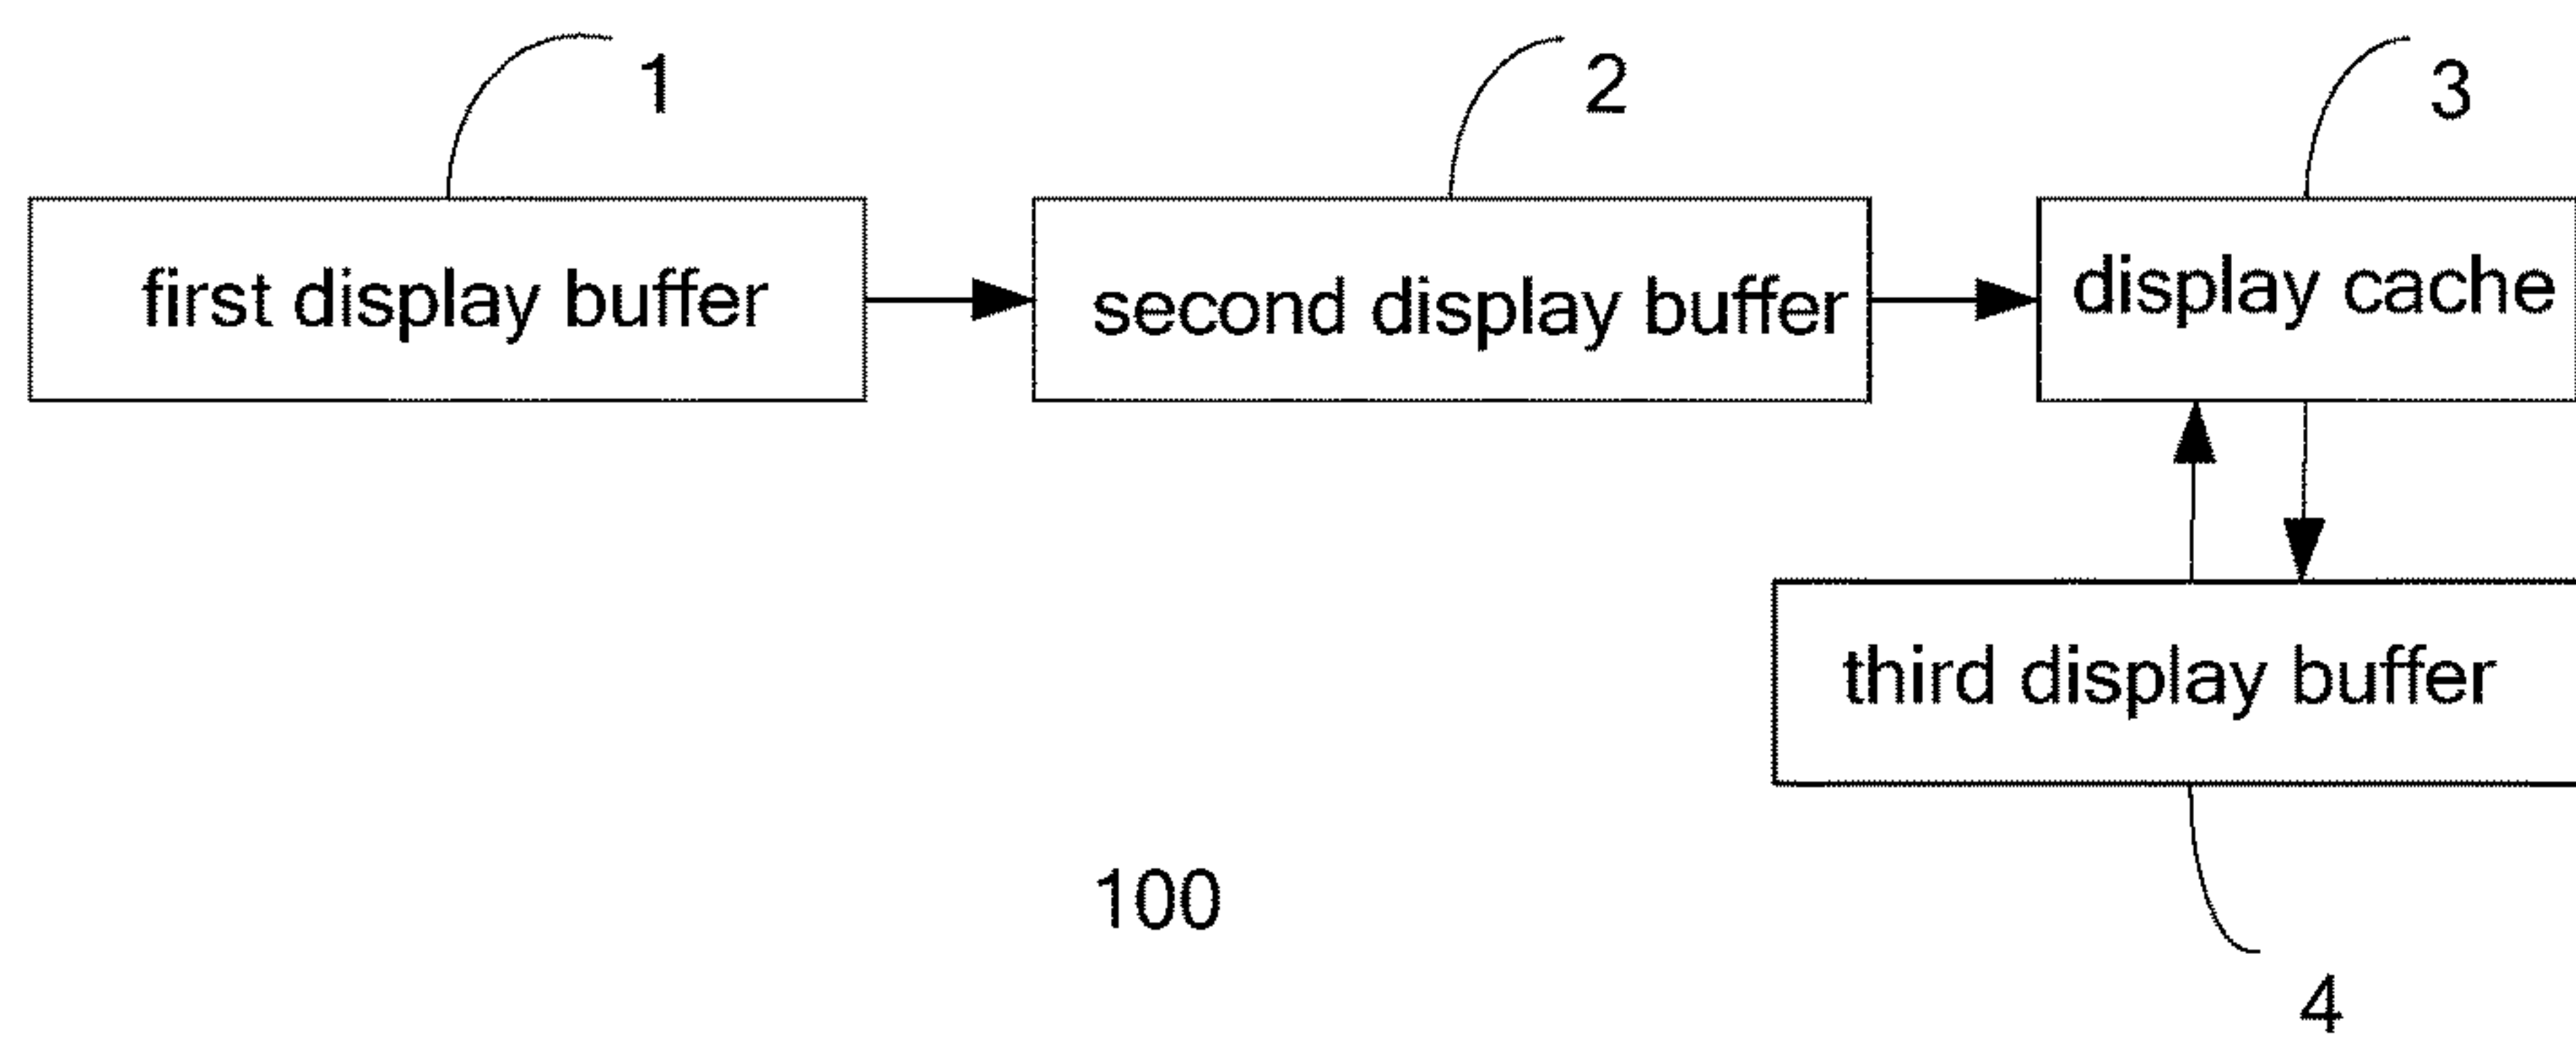 1
2
3
first display buffer
second display buffer
display cache
third display buffer
100
4